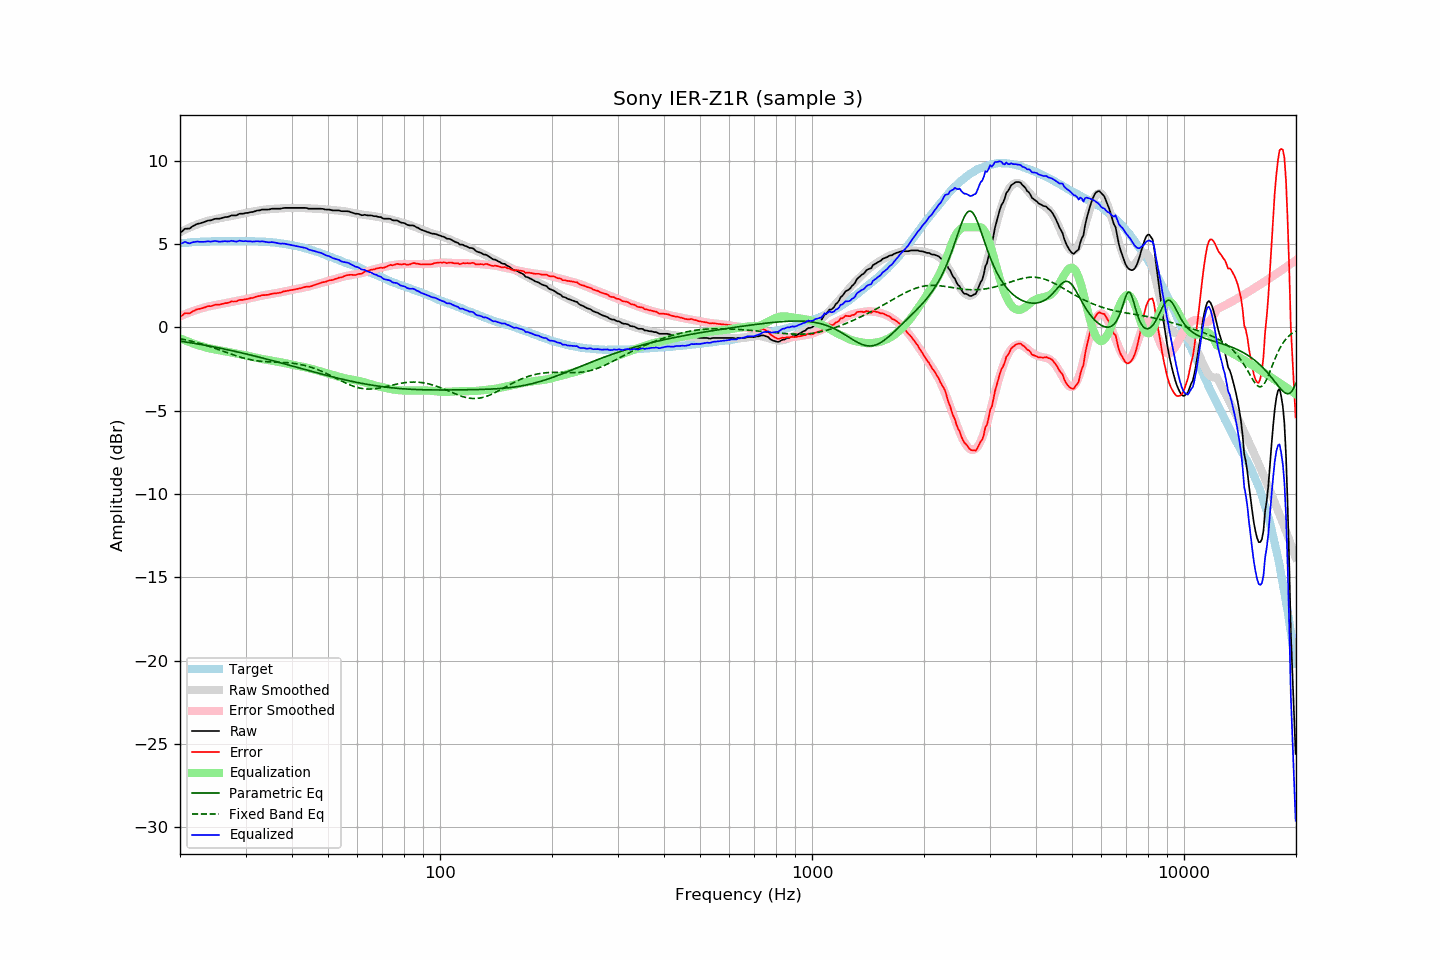 Sony IER-Z1R (sample 3)
10
5
0
−5
−10
−15
−20
−25
−30
Amplitude (dBr)
Target
Raw Smoothed
Error Smoothed
Raw
Error
Equalization
Parametric Eq
Fixed Band Eq
Equalized
100
1000
10000
Frequency (Hz)